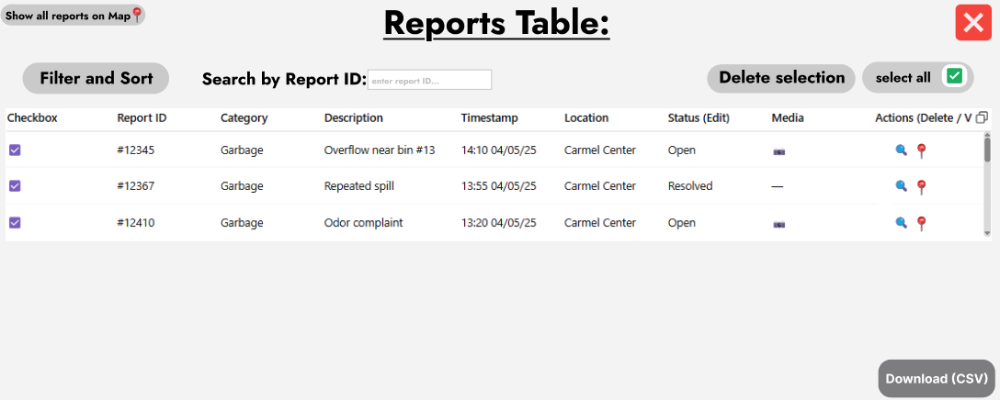 Show all reports on Map
Reports Table:
Filter and Sort
Search by Report ID:
enter report ID...
Delete selection
select all
Checkbox Report ID Category Description Timestamp Location Status (Edit) Media Actions (Delete / V
#12345 Garbage Overflow near bin #13 14:10 04/05/25 Carmel Center Open
#12367 Garbage Repeated spill 13:55 04/05/25 Carmel Center Resolved —
#12410 Garbage Odor complaint 13:20 04/05/25 Carmel Center Open
Download (CSV)